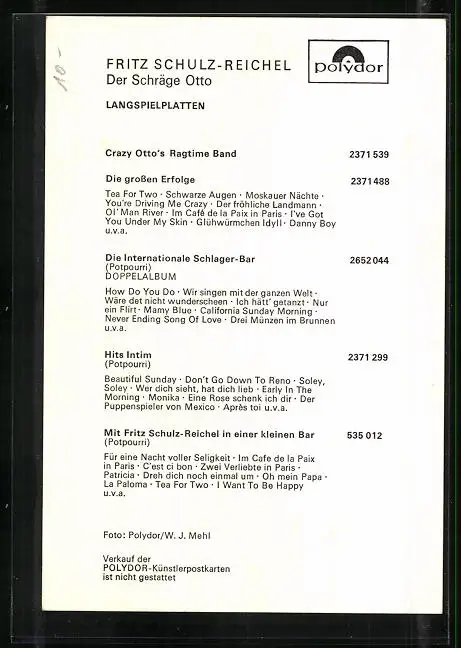 10.-
FRITZ SCHULZ-REICHEL
Der Schräge Otto
polydor
LANGSPIELPLATTEN
Crazy Otto's Ragtime Band 2371 539
Die großen Erfolge 2371 488
Tea For Two · Schwarze Augen · Moskauer Nächte ·
You're Driving Me Crazy · Der fröhliche Landmann ·
Ol' Man River · Im Café de la Paix in Paris · I've Got
You Under My Skin · Glühwürmchen Idyll · Danny Boy
u.v.a.
Die Internationale Schlager-Bar 2652 044
(Potpourri)
DOPPELALBUM
How Do You Do · Wir singen mit der ganzen Welt ·
Wäre det nicht wunderscheen · Ich hätt' getanzt · Nur
ein Flirt · Mamy Blue · California Sunday Morning ·
Never Ending Song Of Love · Drei Münzen im Brunnen
u.v.a.
Hits Intim 2371 299
(Potpourri)
Beautiful Sunday · Don't Go Down To Reno · Soley,
Soley · Wer dich sieht, hat dich lieb · Early In The
Morning · Monika · Eine Rose schenk ich dir · Der
Puppenspieler von Mexico · Après toi u.v.a.
Mit Fritz Schulz-Reichel in einer kleinen Bar 535 012
(Potpourri)
Für eine Nacht voller Seligkeit · Im Cafe de la Paix
in Paris · C'est ci bon · Zwei Verliebte in Paris ·
Patricia · Dreh dich noch einmal um · Oh mein Papa ·
La Paloma · Tea For Two · I Want To Be Happy
u.v.a.
Foto: Polydor/W. J. Mehl
Verkauf der
POLYDOR-Künstlerpostkarten
ist nicht gestattet